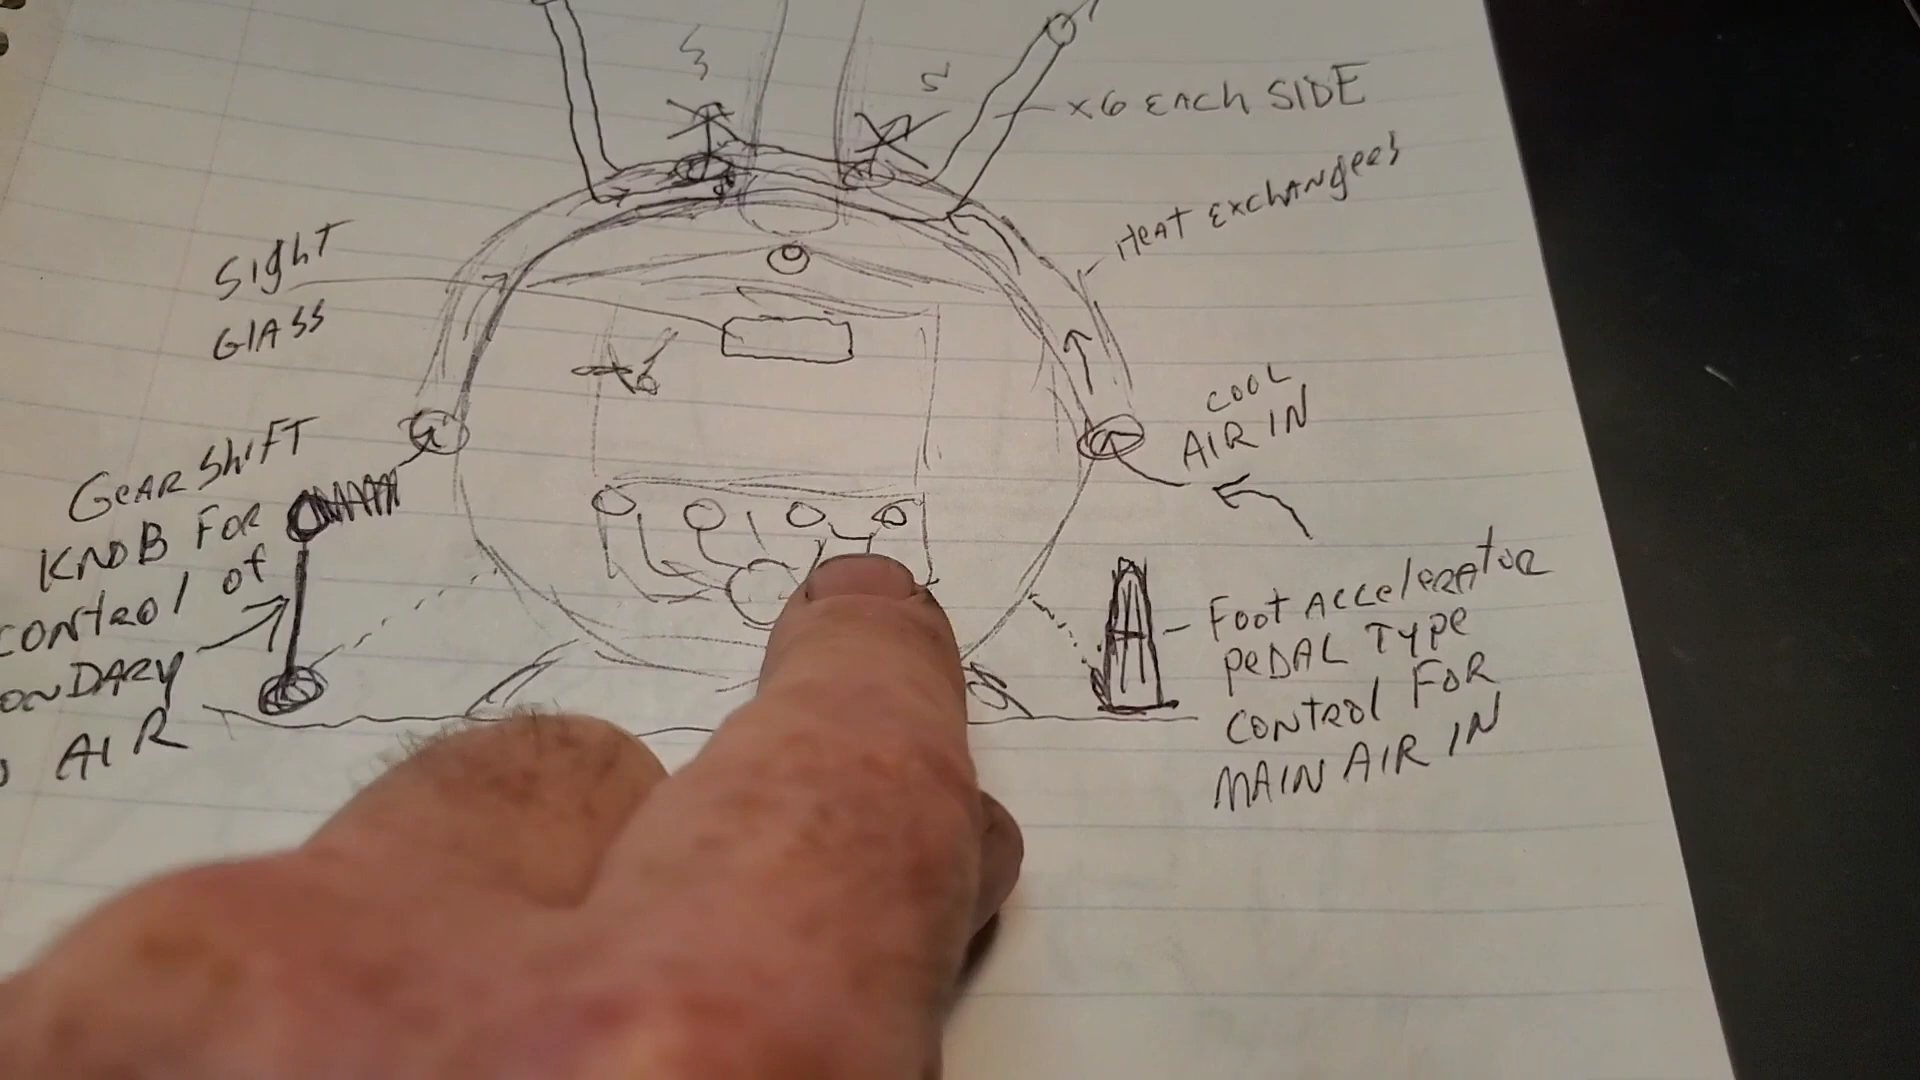 x6 EACH SIDE
HEAT EXCHANGERS
SIGHT
GLASS
COOL
AIR IN
GEAR SHIFT
KNOB FOR
CONTROL OF
ONDARY
AIR
FOOT ACCELERATOR
PEDAL TYPE
CONTROL FOR
MAIN AIR IN